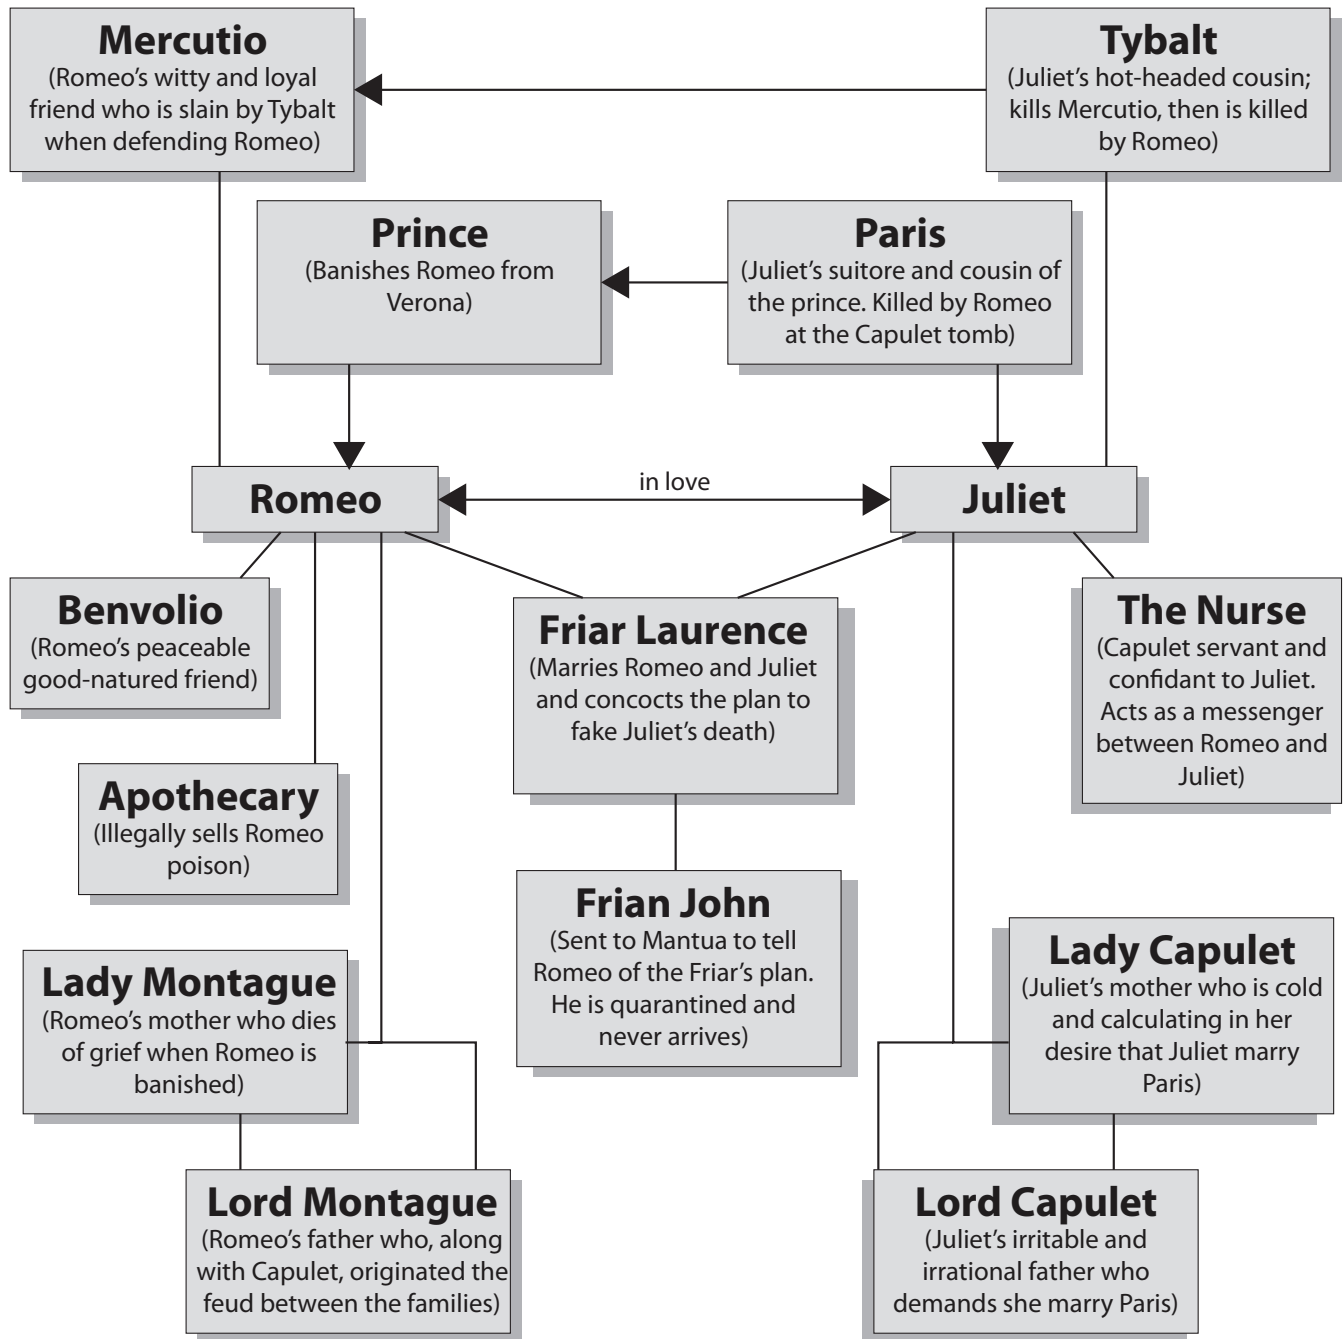 Mercutio
(Romeo’s witty and loyal
friend who is slain by Tybalt
when defending Romeo)
Tybalt
(Juliet’s hot-headed cousin;
kills Mercutio, then is killed
by Romeo)
Prince
(Banishes Romeo from
Verona)
Paris
(Juliet’s suitore and cousin of
the prince. Killed by Romeo
at the Capulet tomb)
Romeo
in love
Juliet
Benvolio
(Romeo’s peaceable
good-natured friend)
Friar Laurence
(Marries Romeo and Juliet
and concocts the plan to
fake Juliet’s death)
The Nurse
(Capulet servant and
confidant to Juliet.
Acts as a messenger
between Romeo and
Juliet)
Apothecary
(Illegally sells Romeo
poison)
Frian John
(Sent to Mantua to tell
Romeo of the Friar’s plan.
He is quarantined and
never arrives)
Lady Montague
(Romeo’s mother who dies
of grief when Romeo is
banished)
Lady Capulet
(Juliet’s mother who is cold
and calculating in her
desire that Juliet marry
Paris)
Lord Montague
(Romeo’s father who, along
with Capulet, originated the
feud between the families)
Lord Capulet
(Juliet’s irritable and
irrational father who
demands she marry Paris)